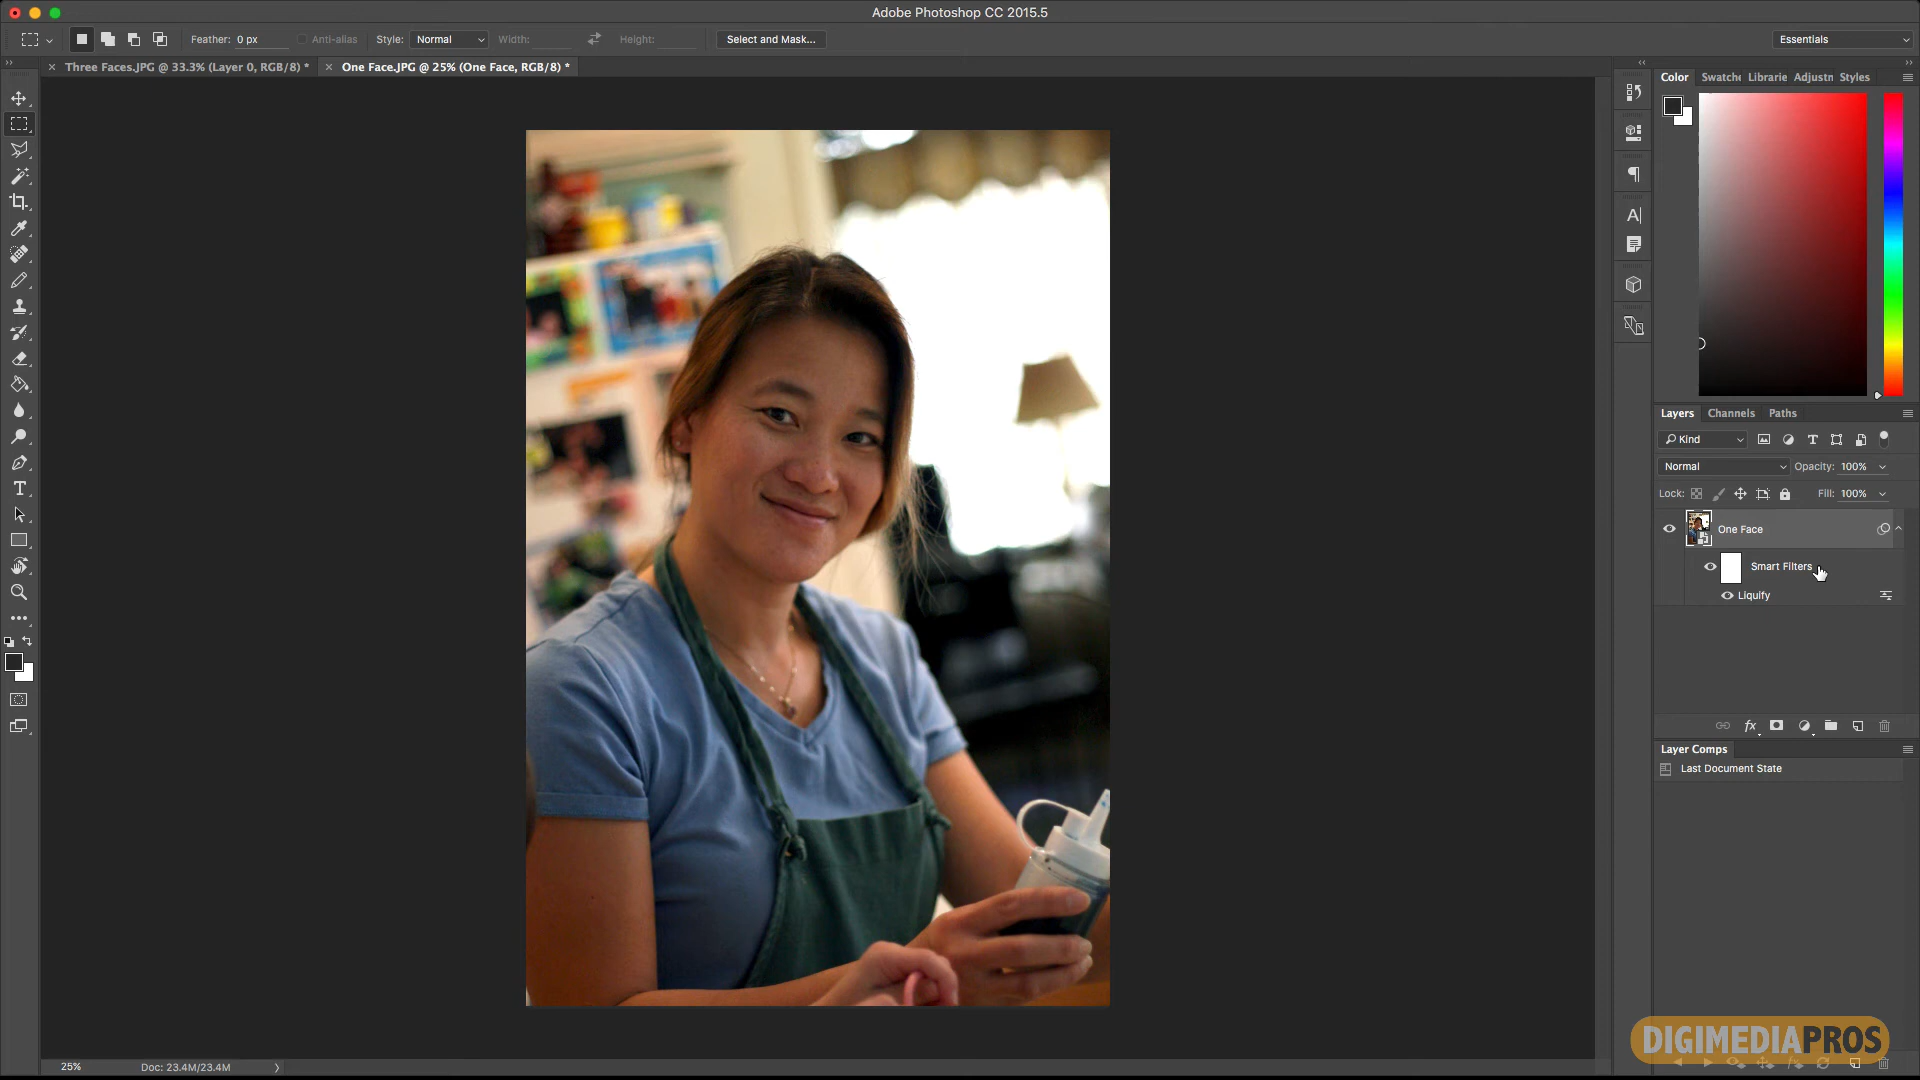 Adobe Photoshop CC 2015.5
Feather: 0 px Anti-alias Style: Normal Width: Height: Select and Mask... Essentials
Three Faces.JPG @ 33.3% (Layer 0, RGB/8) * One Face.JPG @ 25% (One Face, RGB/8) *
Color Swatche Librarie Adjustn Styles
Layers Channels Paths
Kind
Normal Opacity: 100%
Lock: Fill: 100%
One Face
Smart Filters
Liquify
fx
Layer Comps
Last Document State
DIGIMEDIAPROS
25% Doc: 23.4M/23.4M